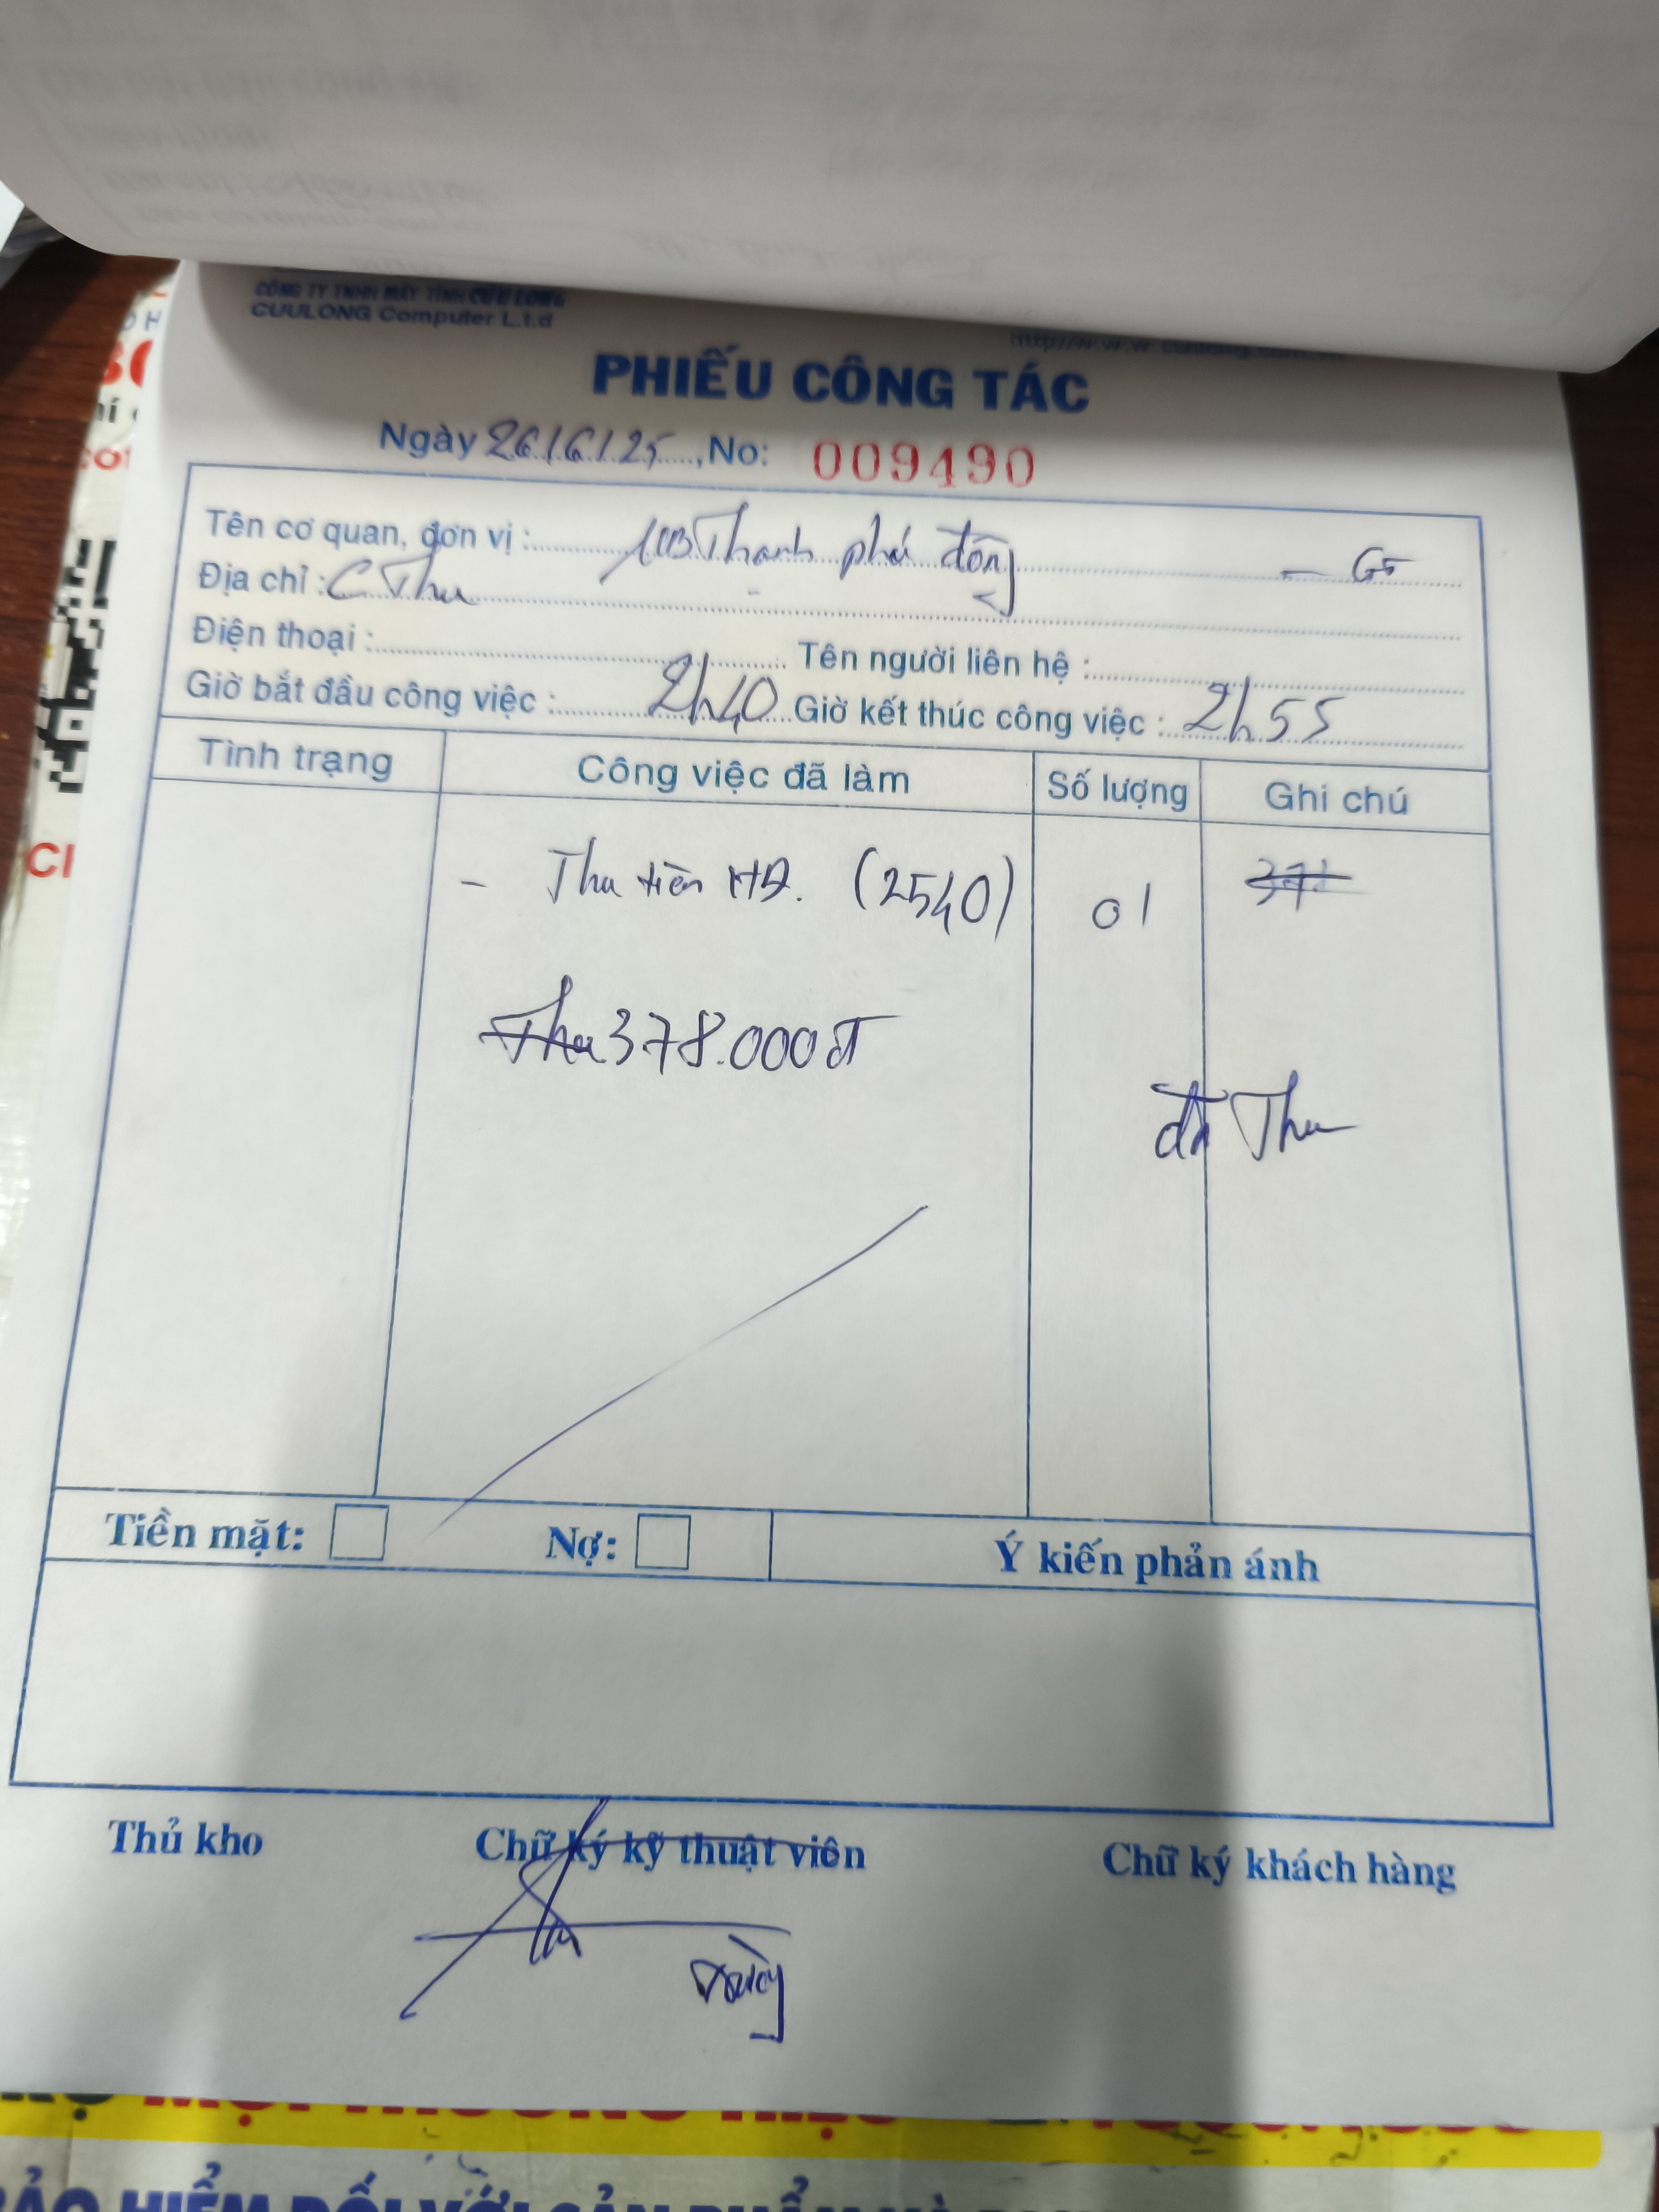 CÔNG TY TNHH MÁY TÍNH CỬU LONG
CUULONG Computer L.t.d
PHIẾU CÔNG TÁC
Ngày 26/6/25, No: 009490
Tên cơ quan, đơn vị : Thanh phú đông - G5
Địa chỉ : C Thu
Điện thoại : Tên người liên hệ :
Giờ bắt đầu công việc : 2h40 Giờ kết thúc công việc : 2h55
Tình trạng Công việc đã làm Số lượng Ghi chú
- Thu tiền HĐ. (2540) 01
Thu 378.000đ
đã Thu
Tiền mặt: Nợ: Ý kiến phản ánh
Thủ kho Chữ ký kỹ thuật viên Chữ ký khách hàng